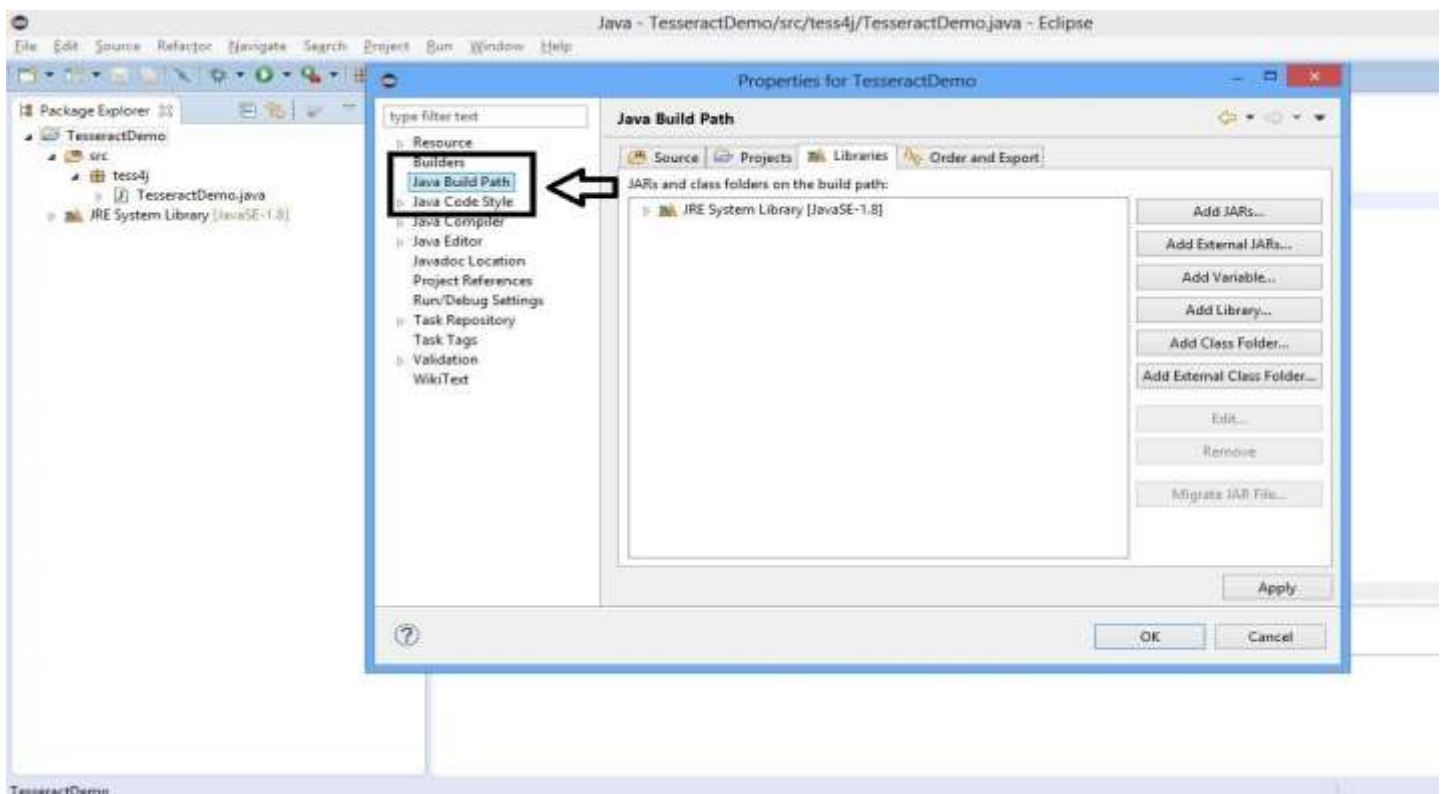 Java - TesseractDemo/src/tess4j/TesseractDemo.java - Eclipse
File Edit Source Refactor Navigate Search Project Run Window Help
Package Explorer
TesseractDemo
src
tess4j
TesseractDemo.java
JRE System Library [JavaSE-1.8]
Properties for TesseractDemo
type filter text
Resource
Builders
Java Build Path
Java Code Style
Java Compiler
Java Editor
Javadoc Location
Project References
Run/Debug Settings
Task Repository
Task Tags
Validation
WikiText
Java Build Path
Source Projects Libraries Order and Export
JARs and class folders on the build path:
JRE System Library [JavaSE-1.8]
Add JARs...
Add External JARs...
Add Variable...
Add Library...
Add Class Folder...
Add External Class Folder...
Edit...
Remove
Migrate JAR File...
Apply
OK Cancel
TesseractDemo